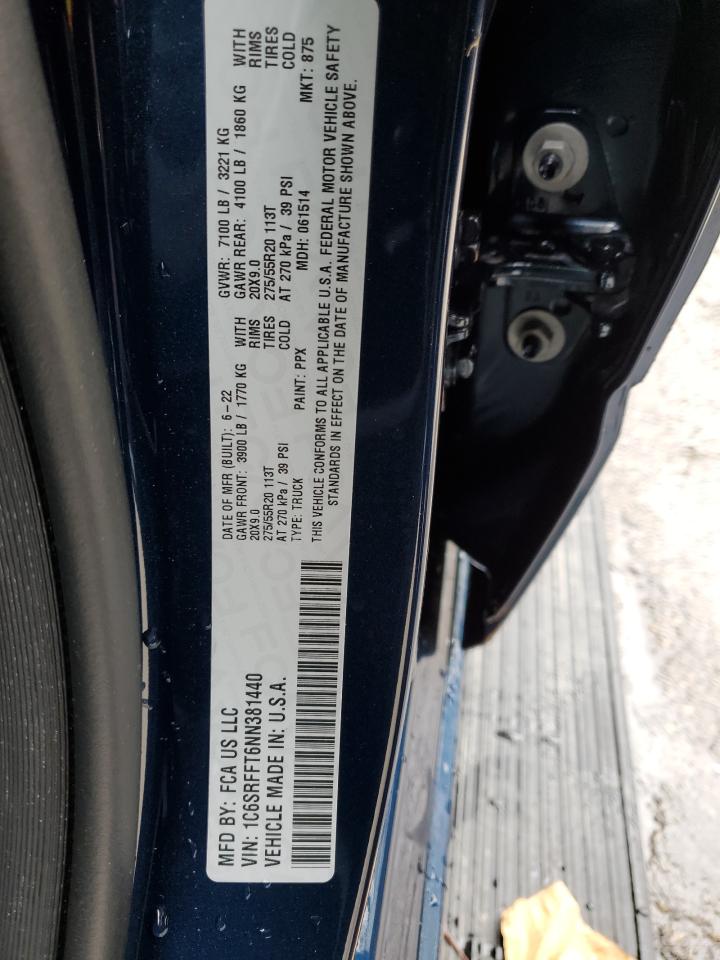 MFD BY: FCA US LLC
VIN: 1C6SRFFT6NN381440
VEHICLE MADE IN: U.S.A.
DATE OF MFR (BUILT): 6-22 GVWR: 7100 LB / 3221 KG
GAWR FRONT: 3900 LB / 1770 KG WITH GAWR REAR: 4100 LB / 1860 KG WITH
20X9.0 RIMS 20X9.0 RIMS
275/55R20 113T TIRES 275/55R20 113T TIRES
AT 270 kPa / 39 PSI COLD AT 270 kPa / 39 PSI COLD
TYPE: TRUCK PAINT: PPX MDH: 061514 MKT: 875
THIS VEHICLE CONFORMS TO ALL APPLICABLE U.S.A. FEDERAL MOTOR VEHICLE SAFETY
STANDARDS IN EFFECT ON THE DATE OF MANUFACTURE SHOWN ABOVE.